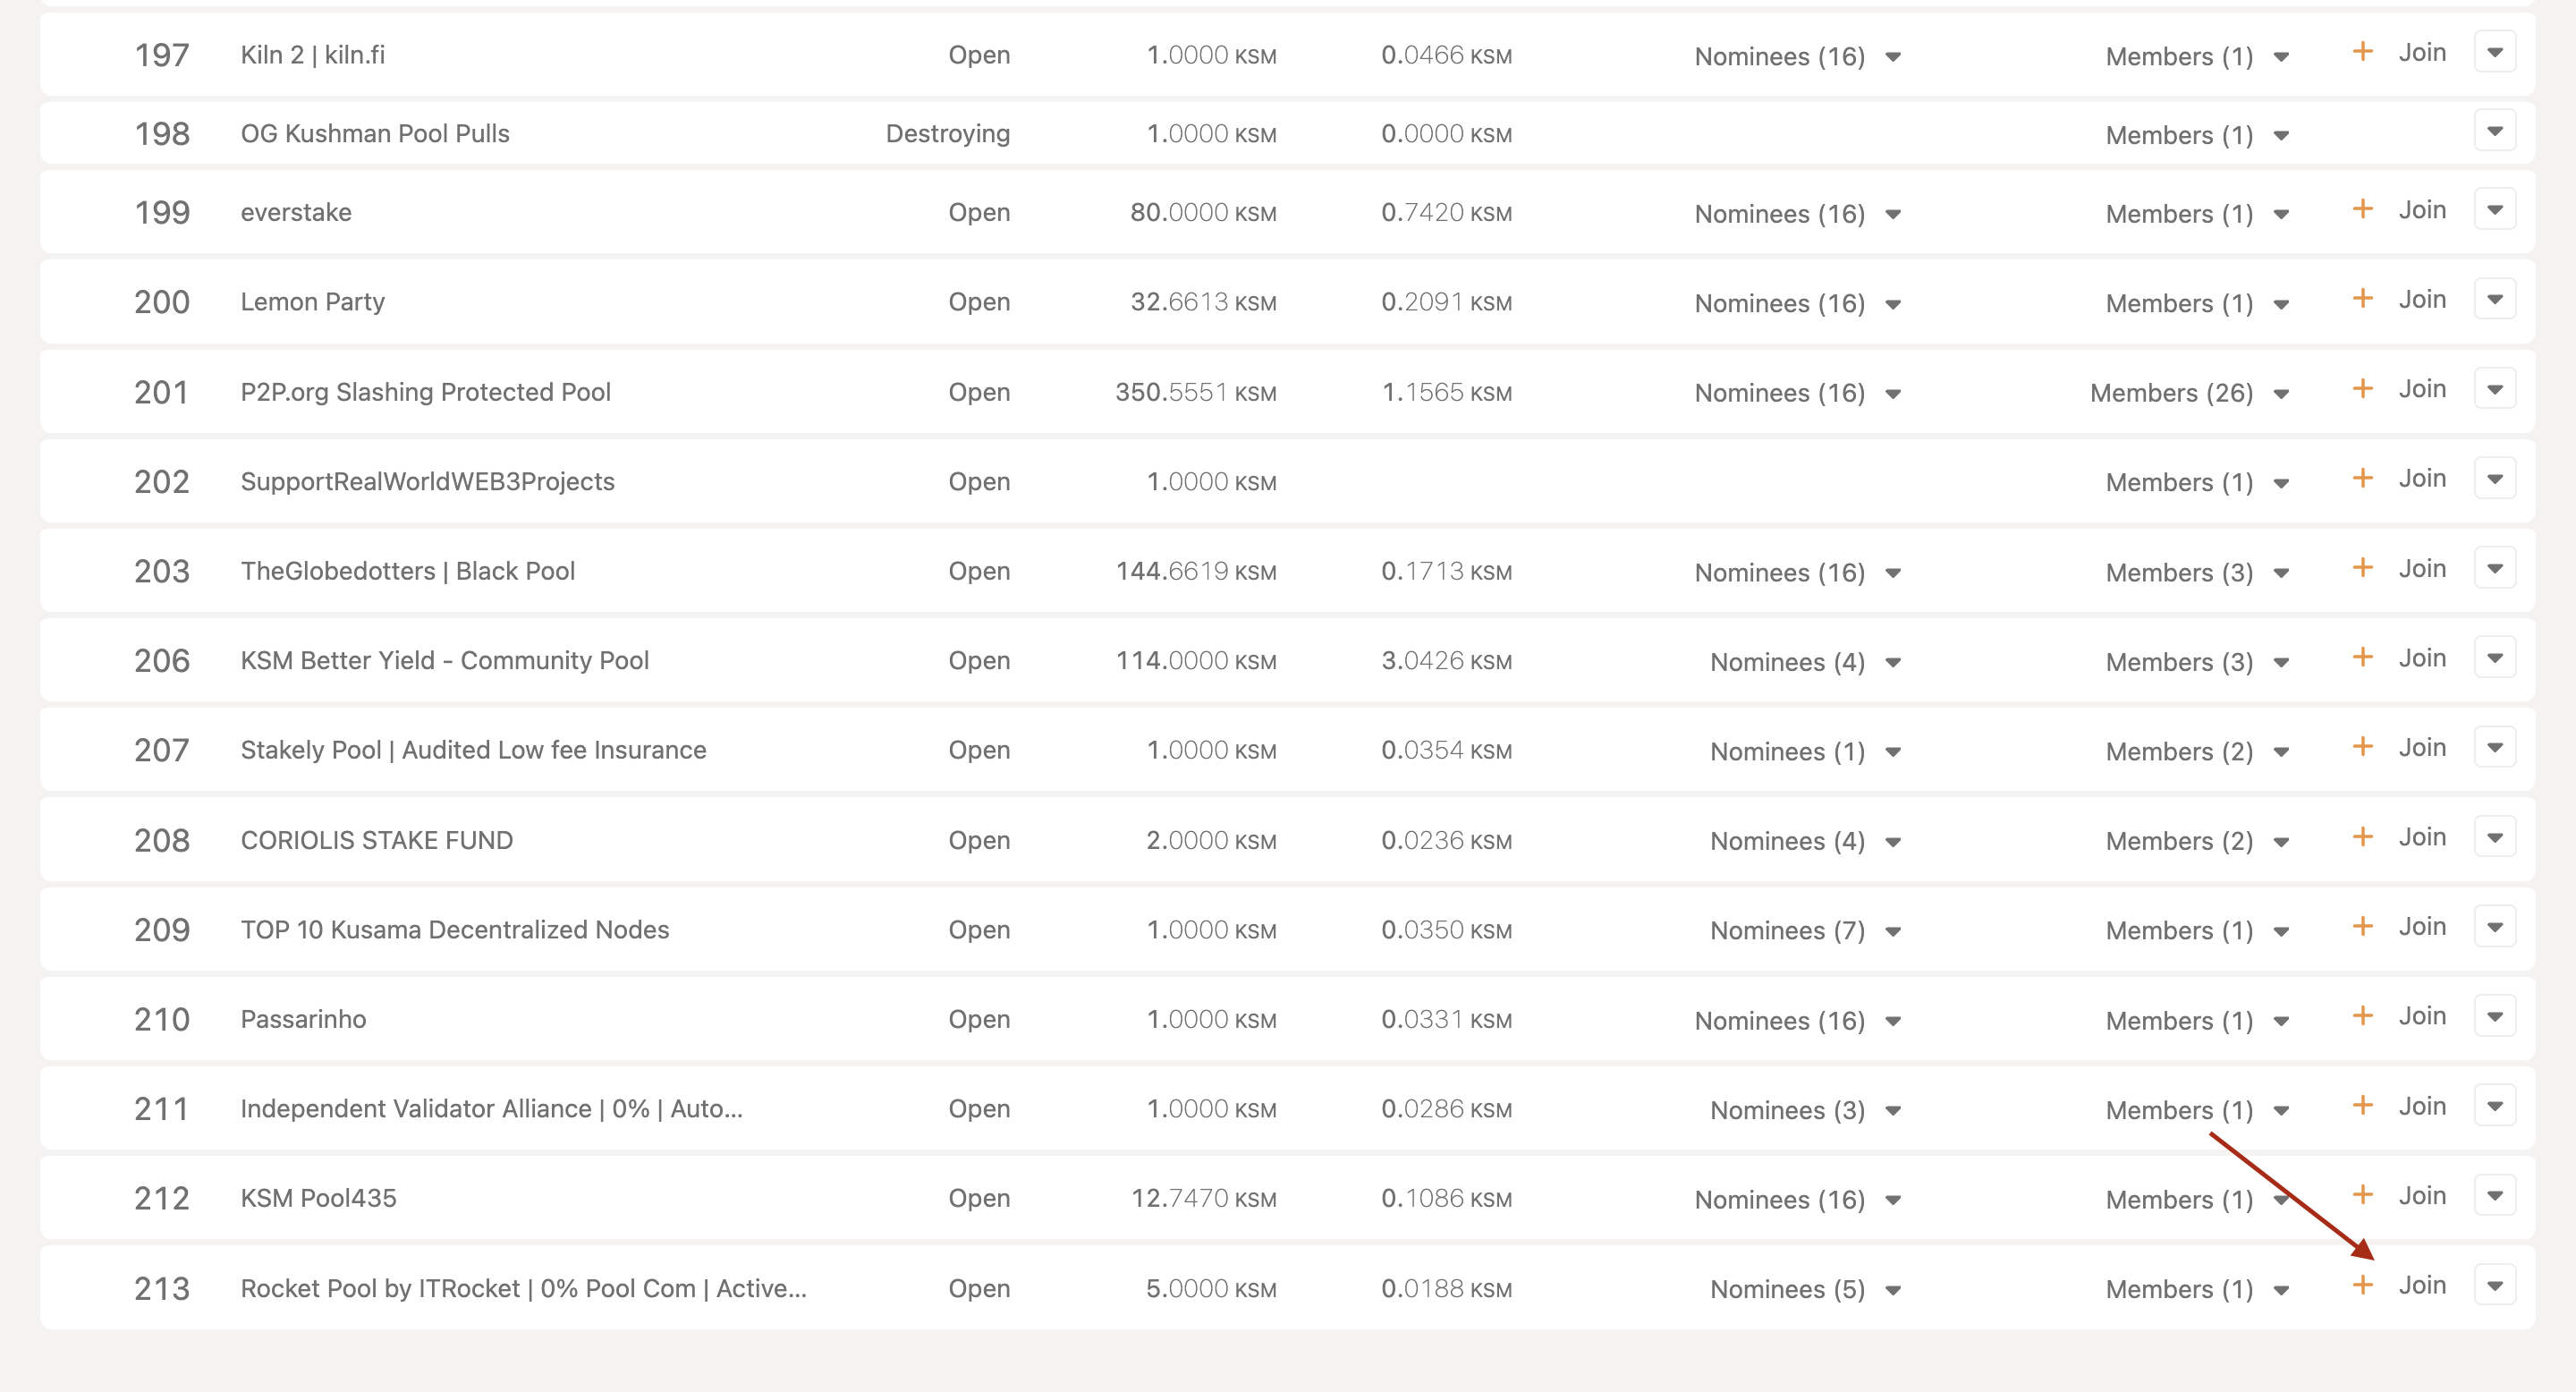 197 Kiln 2 | kiln.fi Open 1.0000 KSM 0.0466 KSM Nominees (16) Members (1) + Join
198 OG Kushman Pool Pulls Destroying 1.0000 KSM 0.0000 KSM Members (1)
199 everstake Open 80.0000 KSM 0.7420 KSM Nominees (16) Members (1) + Join
200 Lemon Party Open 32.6613 KSM 0.2091 KSM Nominees (16) Members (1) + Join
201 P2P.org Slashing Protected Pool Open 350.5551 KSM 1.1565 KSM Nominees (16) Members (26) + Join
202 SupportRealWorldWEB3Projects Open 1.0000 KSM Members (1) + Join
203 TheGlobedotters | Black Pool Open 144.6619 KSM 0.1713 KSM Nominees (16) Members (3) + Join
206 KSM Better Yield - Community Pool Open 114.0000 KSM 3.0426 KSM Nominees (4) Members (3) + Join
207 Stakely Pool | Audited Low fee Insurance Open 1.0000 KSM 0.0354 KSM Nominees (1) Members (2) + Join
208 CORIOLIS STAKE FUND Open 2.0000 KSM 0.0236 KSM Nominees (4) Members (2) + Join
209 TOP 10 Kusama Decentralized Nodes Open 1.0000 KSM 0.0350 KSM Nominees (7) Members (1) + Join
210 Passarinho Open 1.0000 KSM 0.0331 KSM Nominees (16) Members (1) + Join
211 Independent Validator Alliance | 0% | Auto... Open 1.0000 KSM 0.0286 KSM Nominees (3) Members (1) + Join
212 KSM Pool435 Open 12.7470 KSM 0.1086 KSM Nominees (16) Members (1) + Join
213 Rocket Pool by ITRocket | 0% Pool Com | Active... Open 5.0000 KSM 0.0188 KSM Nominees (5) Members (1) + Join